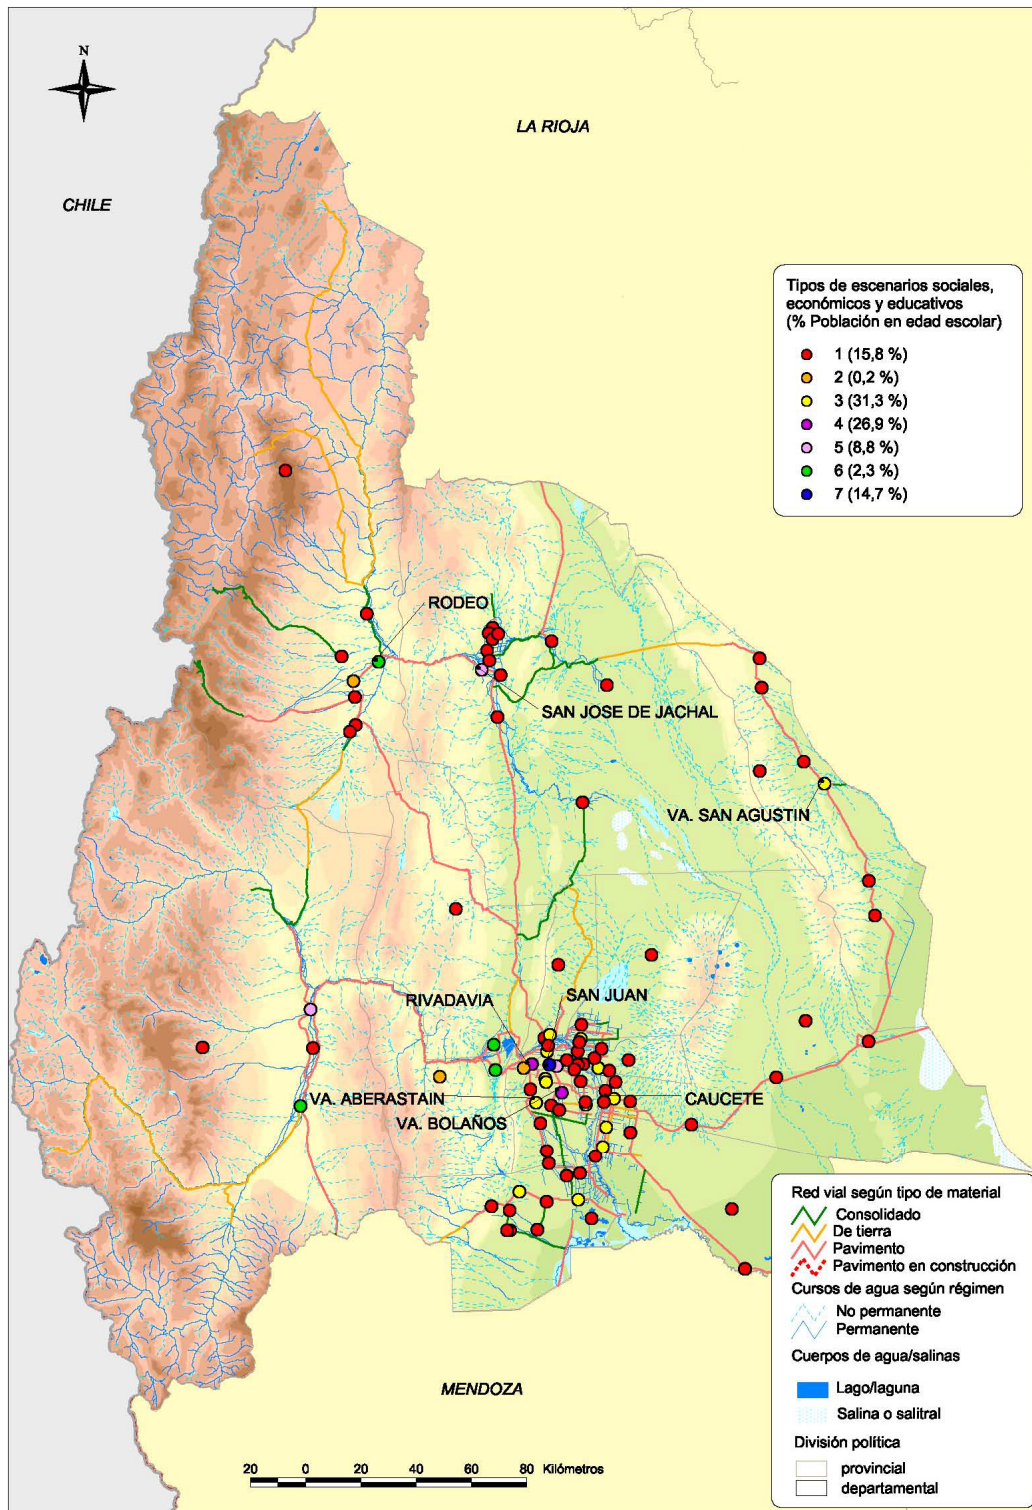 N
LA RIOJA
CHILE
Tipos de escenarios sociales,
económicos y educativos
(% Población en edad escolar)
1 (15,8 %)
2 (0,2 %)
3 (31,3 %)
4 (26,9 %)
5 (8,8 %)
6 (2,3 %)
7 (14,7 %)
RODEO
SAN JOSE DE JACHAL
VA. SAN AGUSTIN
RIVADAVIA
SAN JUAN
VA. ABERASTAIN
CAUCETE
VA. BOLAÑOS
Red vial según tipo de material
Consolidado
De tierra
Pavimento
Pavimento en construcción
Cursos de agua según régimen
No permanente
Permanente
Cuerpos de agua/salinas
Lago/laguna
Salina o salitral
División política
provincial
departamental
MENDOZA
20 0 20 40 60 80 Kilómetros